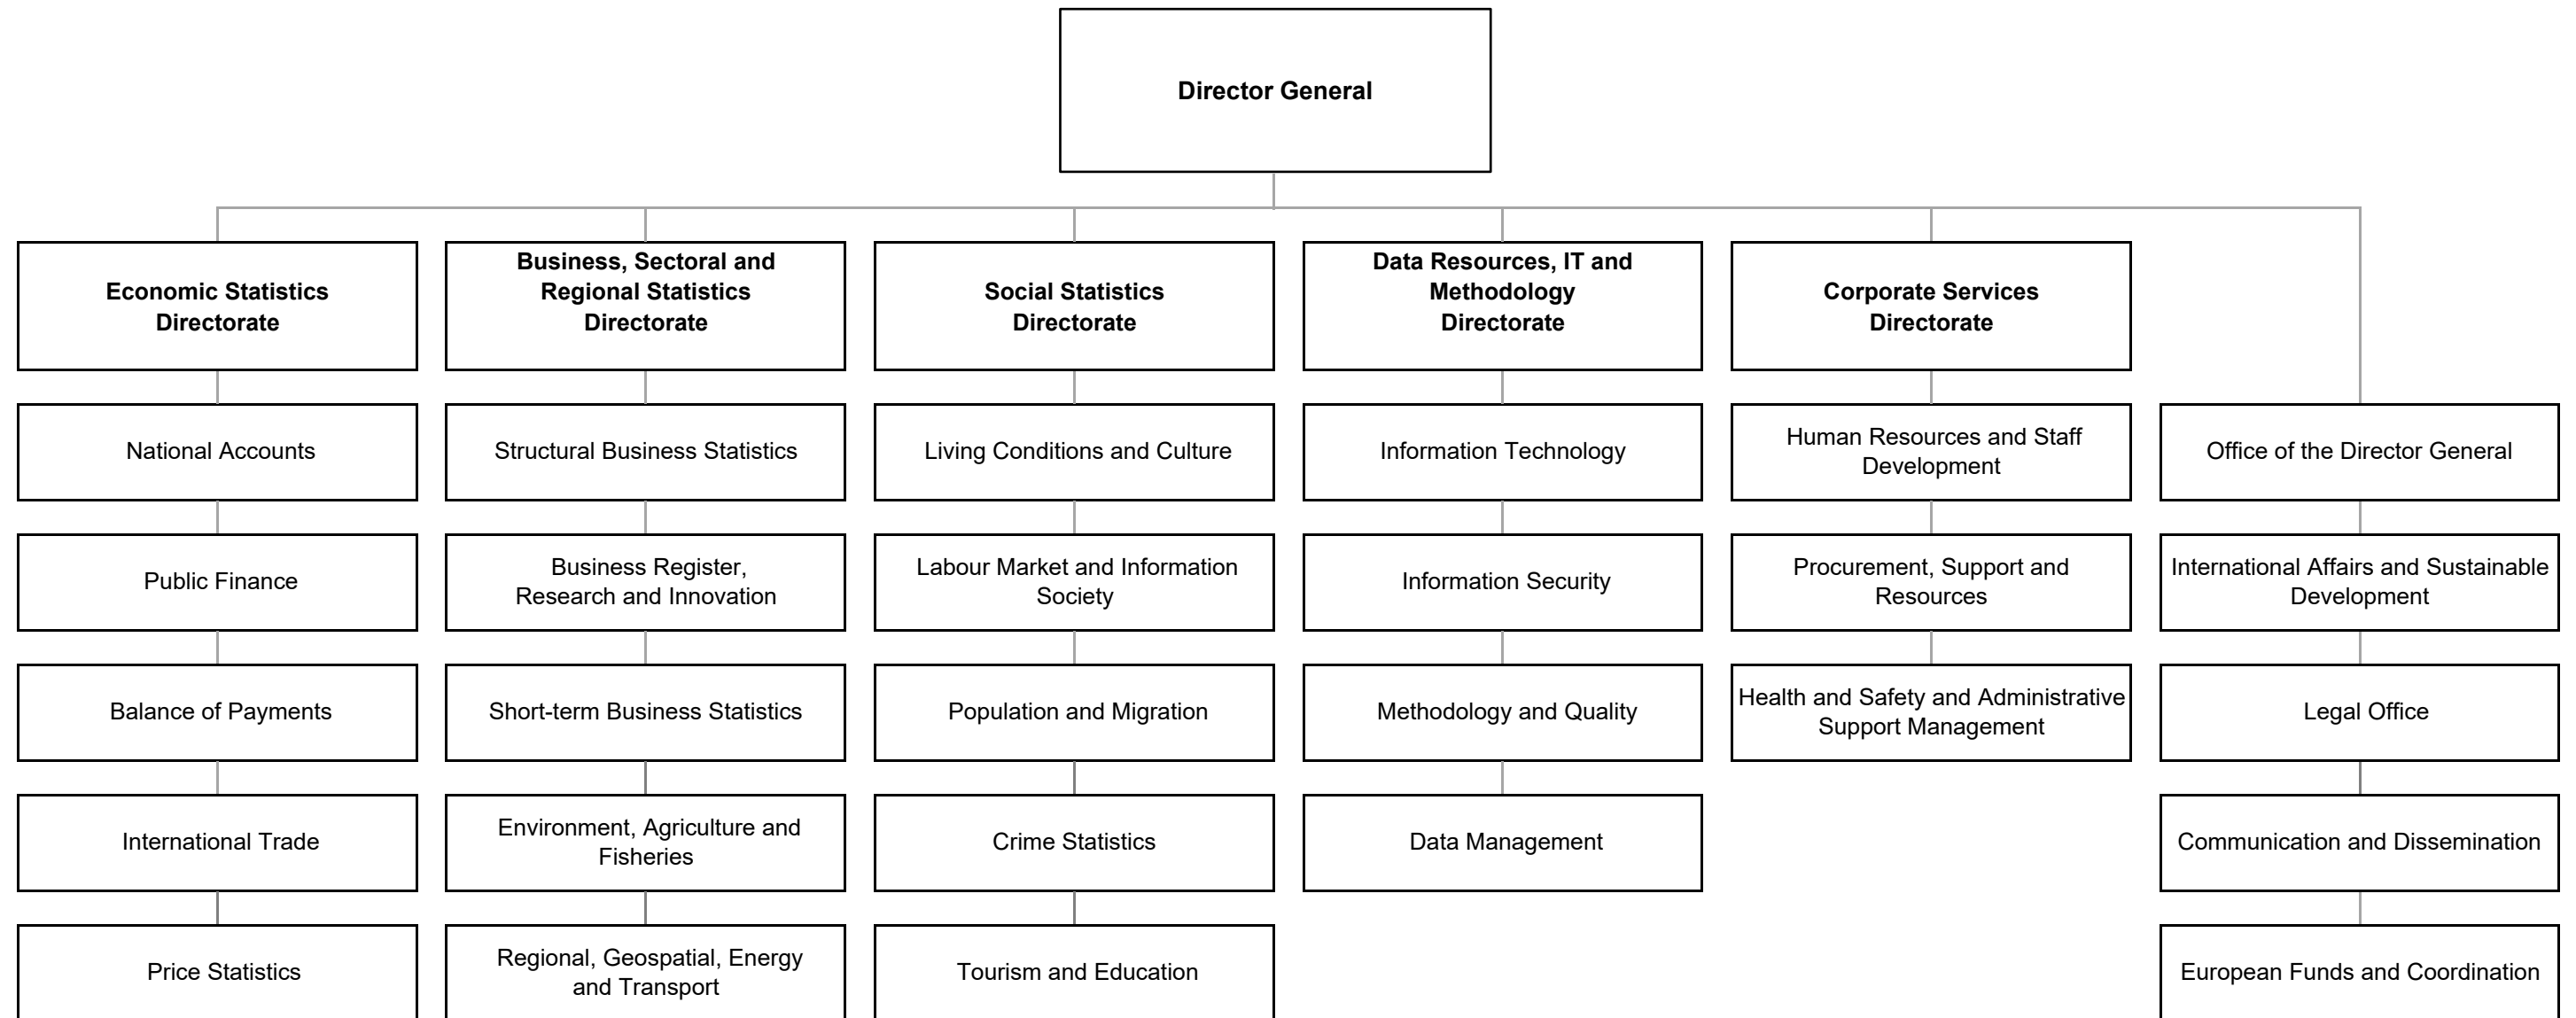 Director General
Economic Statistics
Directorate
Business, Sectoral and
Regional Statistics
Directorate
Social Statistics
Directorate
Data Resources, IT and
Methodology
Directorate
Corporate Services
Directorate
National Accounts
Structural Business Statistics
Living Conditions and Culture
Information Technology
Human Resources and Staff
Development
Office of the Director General
Public Finance
Business Register,
Research and Innovation
Labour Market and Information
Society
Information Security
Procurement, Support and
Resources
International Affairs and Sustainable
Development
Balance of Payments
Short-term Business Statistics
Population and Migration
Methodology and Quality
Health and Safety and Administrative
Support Management
Legal Office
International Trade
Environment, Agriculture and
Fisheries
Crime Statistics
Data Management
Communication and Dissemination
Price Statistics
Regional, Geospatial, Energy
and Transport
Tourism and Education
European Funds and Coordination